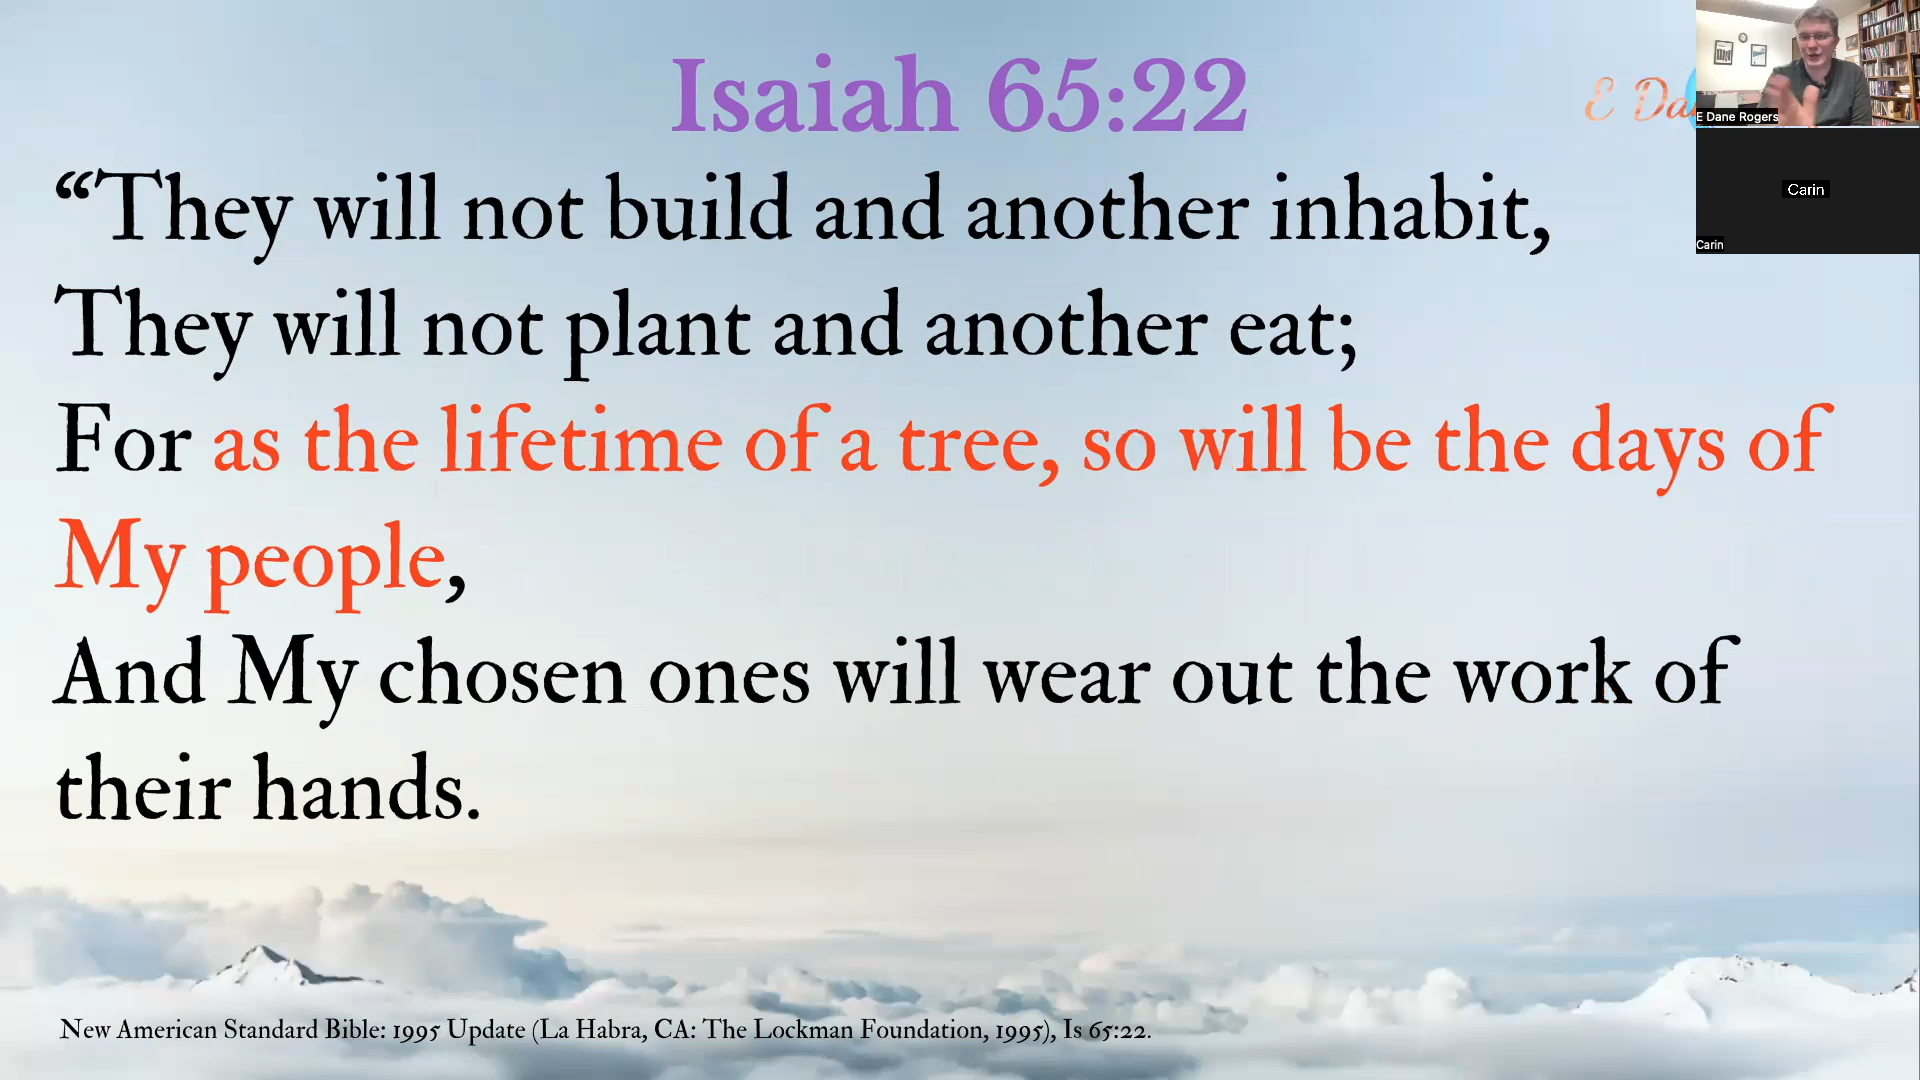 Isaiah 65:22
E Da
E Dane Rogers
Carin
Carin
“They will not build and another inhabit,
They will not plant and another eat;
For as the lifetime of a tree, so will be the days of
My people,
And My chosen ones will wear out the work of
their hands.
New American Standard Bible: 1995 Update (La Habra, CA: The Lockman Foundation, 1995), Is 65:22.